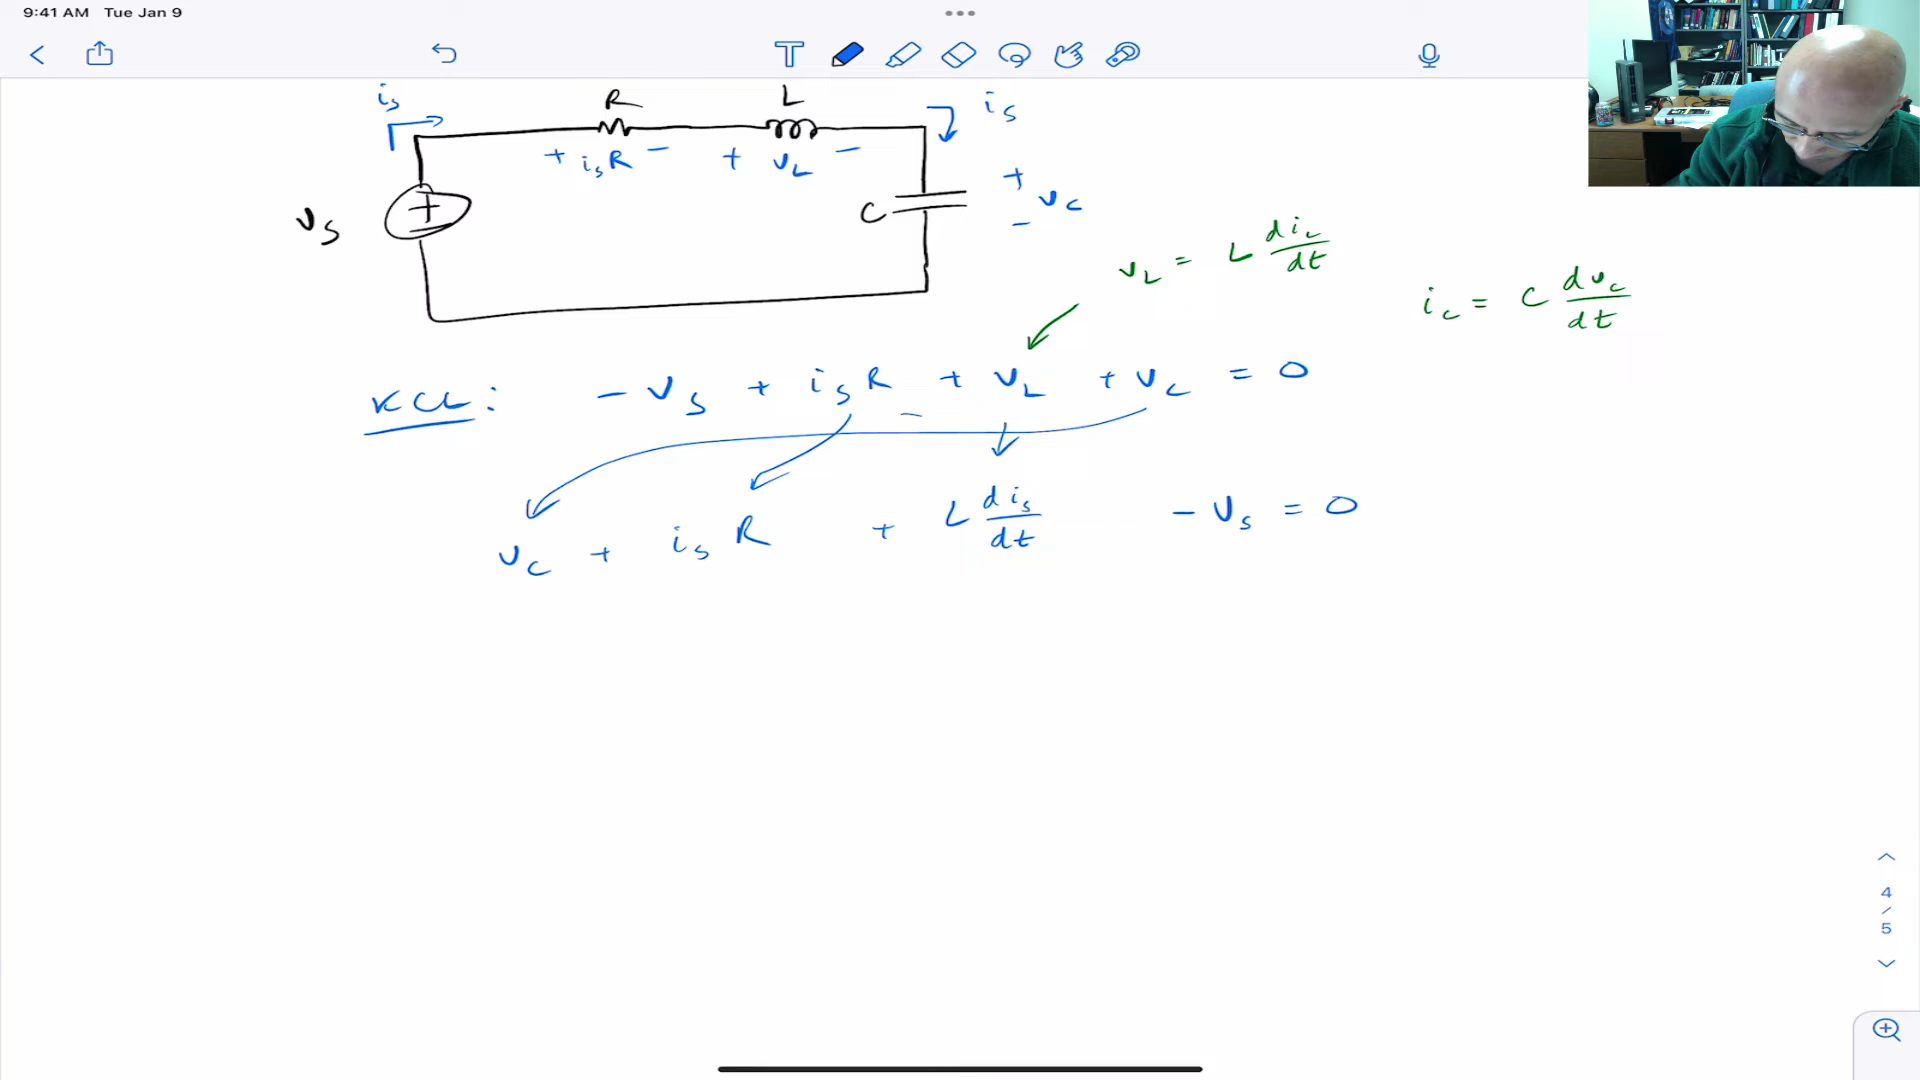 9:41 AM Tue Jan 9
T
i_s
R
L
i_s
+ i_s R −
+ v_L −
+
v_C
−
v_S
+
C
v_L = L di_L/dt
i_C = C dv_C/dt
KCL: − v_S + i_S R + v_L + v_C = 0
v_C + i_S R + L di_S/dt − v_S = 0
4
/
5